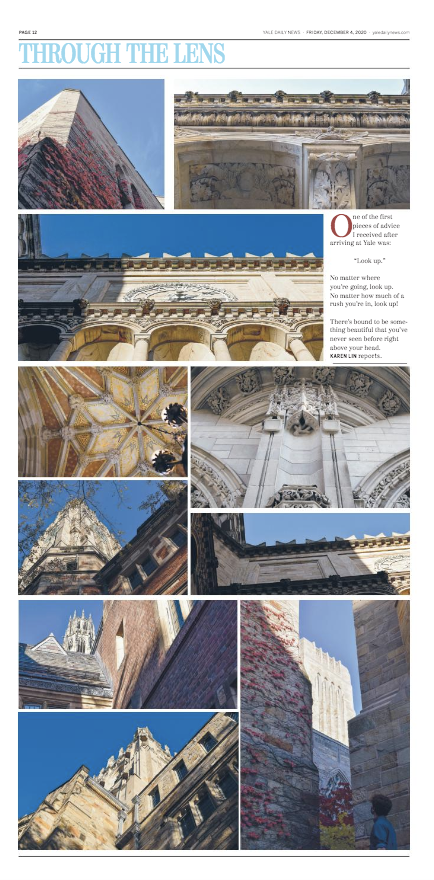 PAGE 12
YALE DAILY NEWS · FRIDAY, DECEMBER 4, 2020 · yaledailynews.com
THROUGH THE LENS
One of the first
pieces of advice
I received after
arriving at Yale was:
"Look up."
No matter where
you're going, look up.
No matter how much of a
rush you're in, look up!
There's bound to be some-
thing beautiful that you've
never seen before right
above your head.
KAREN LIN reports.